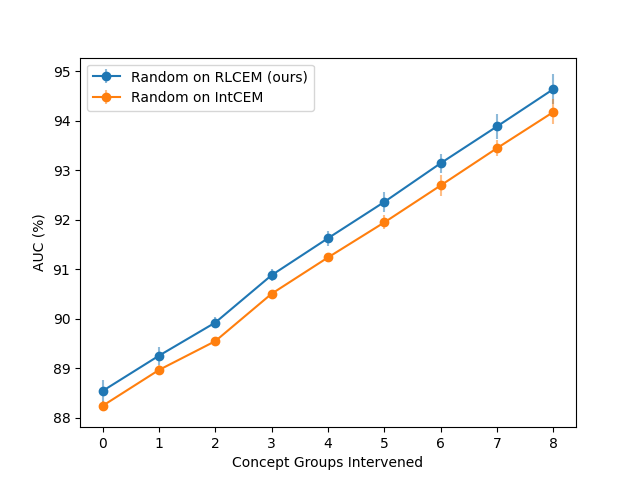 Random on RLCEM (ours)
Random on IntCEM
AUC (%)
95
94
93
92
91
90
89
88
0 1 2 3 4 5 6 7 8
Concept Groups Intervened